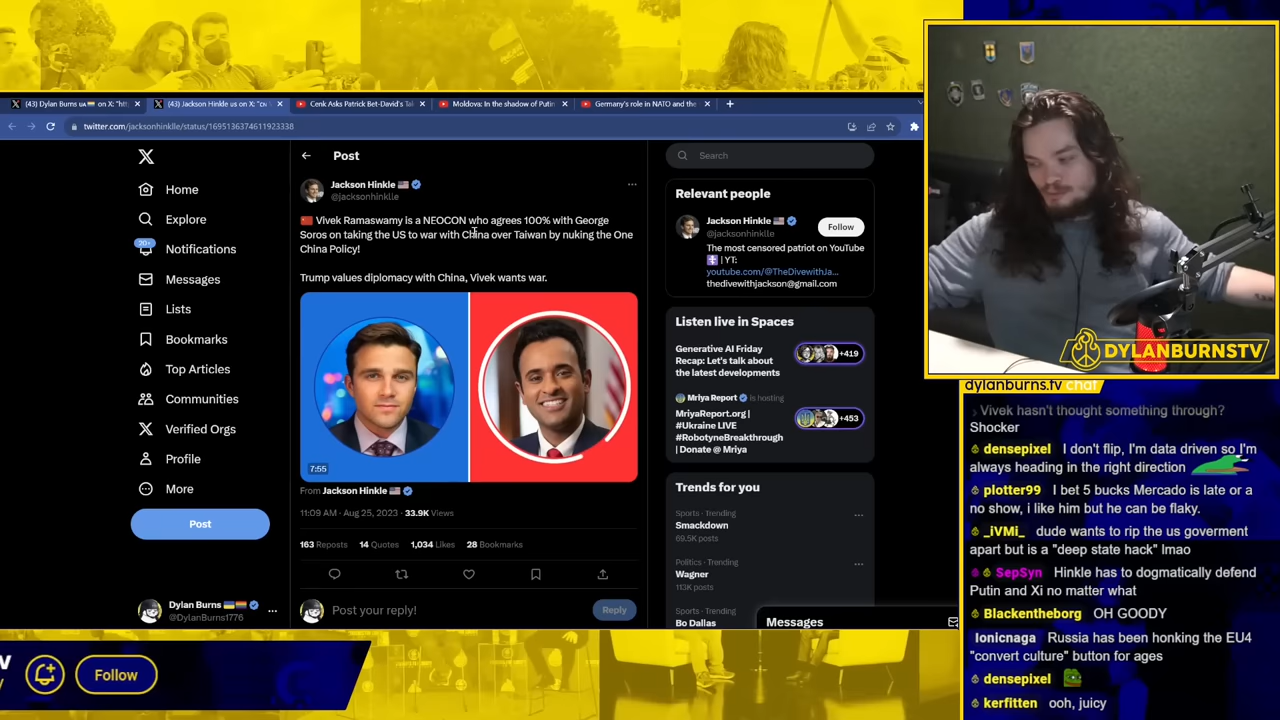 (43) Dylan Burns ua on X: "htt
(43) Jackson Hinkle us on X: "cn
Cenk Asks Patrick Bet-David's Ta
Moldova: In the shadow of Putin
Germany's role in NATO and the
twitter.com/jacksonhinklle/status/1695136374611923338
Home
Explore
20+
Notifications
Messages
Lists
Bookmarks
Top Articles
Communities
Verified Orgs
Profile
More
Post
Dylan Burns
@DylanBurns1776
Post
Jackson Hinkle
@jacksonhinklle
Vivek Ramaswamy is a NEOCON who agrees 100% with George
Soros on taking the US to war with China over Taiwan by nuking the One
China Policy!
Trump values diplomacy with China, Vivek wants war.
7:55
From Jackson Hinkle
11:09 AM · Aug 25, 2023 · 33.9K Views
163 Reposts 14 Quotes 1,034 Likes 28 Bookmarks
Post your reply!
Reply
Search
Relevant people
Jackson Hinkle
@jacksonhinklle
Follow
The most censored patriot on YouTube
| YT:
youtube.com/@TheDivewithJa...
thedivewithjackson@gmail.com
Listen live in Spaces
Generative AI Friday
Recap: Let's talk about
the latest developments
+419
Mriya Report is hosting
MriyaReport.org |
#Ukraine LIVE
#RobotyneBreakthrough
| Donate @ Mriya
+453
Trends for you
Sports · Trending
Smackdown
69.5K posts
Politics · Trending
Wagner
113K posts
Sports · Trending
Bo Dallas
Messages
DYLANBURNSTV
dylanburns.tv chat
Vivek hasn't thought something through?
Shocker
densepixel I don't flip, I'm data driven so I'm
always heading in the right direction
plotter99 I bet 5 bucks Mercado is late or a
no show, i like him but he can be flaky.
_iVMi_ dude wants to rip the us goverment
apart but is a "deep state hack" lmao
SepSyn Hinkle has to dogmatically defend
Putin and Xi no matter what
Blackentheborg OH GOODY
Ionicnaga Russia has been honking the EU4
"convert culture" button for ages
densepixel
kerfitten ooh, juicy
V
Follow